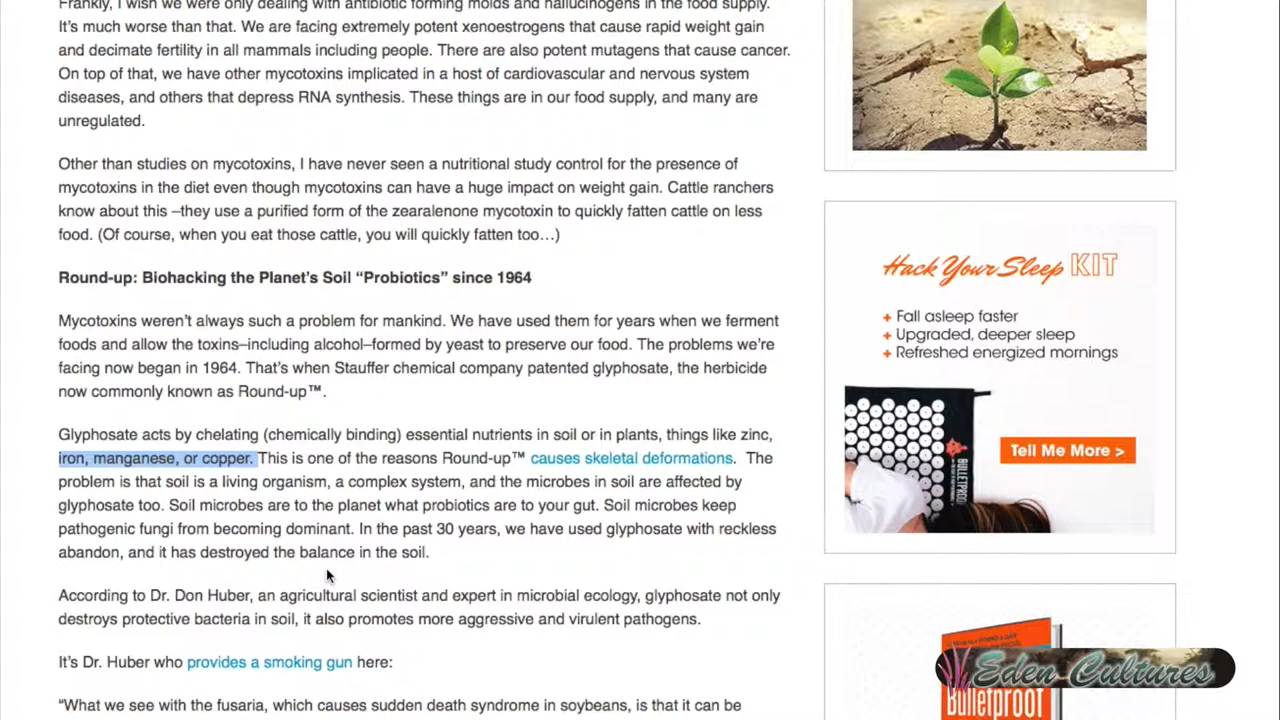 Frankly, I wish we were only dealing with antibiotic forming molds and hallucinogens in the food supply.
It's much worse than that. We are facing extremely potent xenoestrogens that cause rapid weight gain
and decimate fertility in all mammals including people. There are also potent mutagens that cause cancer.
On top of that, we have other mycotoxins implicated in a host of cardiovascular and nervous system
diseases, and others that depress RNA synthesis. These things are in our food supply, and many are
unregulated.
Other than studies on mycotoxins, I have never seen a nutritional study control for the presence of
mycotoxins in the diet even though mycotoxins can have a huge impact on weight gain. Cattle ranchers
know about this –they use a purified form of the zearalenone mycotoxin to quickly fatten cattle on less
food. (Of course, when you eat those cattle, you will quickly fatten too…)
Round-up: Biohacking the Planet's Soil "Probiotics" since 1964
Mycotoxins weren't always such a problem for mankind. We have used them for years when we ferment
foods and allow the toxins–including alcohol–formed by yeast to preserve our food. The problems we're
facing now began in 1964. That's when Stauffer chemical company patented glyphosate, the herbicide
now commonly known as Round-up™.
Glyphosate acts by chelating (chemically binding) essential nutrients in soil or in plants, things like zinc,
iron, manganese, or copper. This is one of the reasons Round-up™ causes skeletal deformations. The
problem is that soil is a living organism, a complex system, and the microbes in soil are affected by
glyphosate too. Soil microbes are to the planet what probiotics are to your gut. Soil microbes keep
pathogenic fungi from becoming dominant. In the past 30 years, we have used glyphosate with reckless
abandon, and it has destroyed the balance in the soil.
According to Dr. Don Huber, an agricultural scientist and expert in microbial ecology, glyphosate not only
destroys protective bacteria in soil, it also promotes more aggressive and virulent pathogens.
It's Dr. Huber who provides a smoking gun here:
"What we see with the fusaria, which causes sudden death syndrome in soybeans, is that it can be
Hack Your Sleep KIT
+ Fall asleep faster
+ Upgraded, deeper sleep
+ Refreshed energized mornings
BULLETPROOF
Tell Me More >
Bulletproof
Eden Cultures